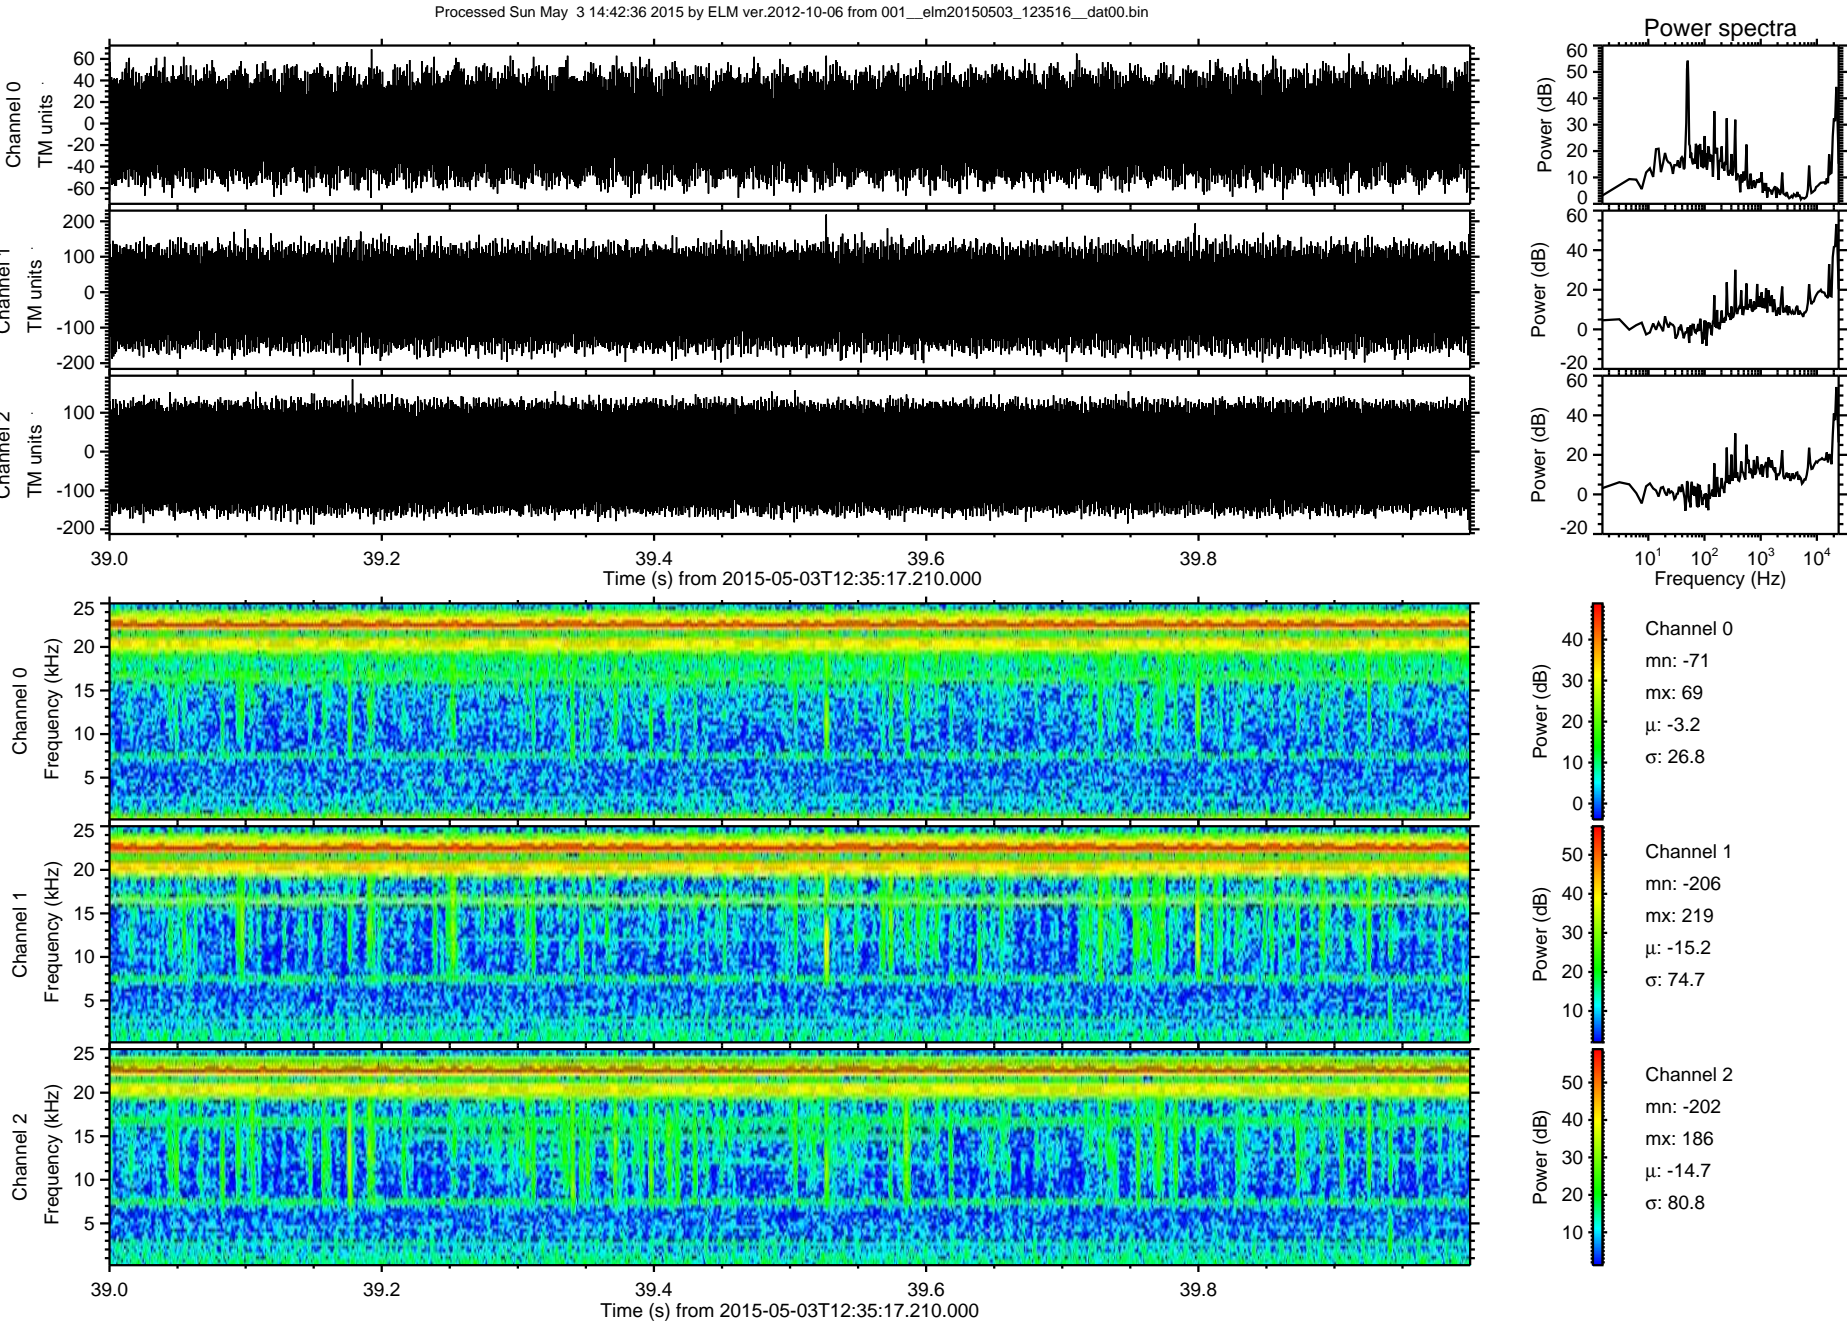 Processed Sun May  3 14:42:36 2015 by ELM ver.2012-10-06 from 001__elm20150503_123516__dat00.bin
Power spectra
Channel 0
TM units
60
40
20
0
-20
-40
-60
Power (dB)
60
50
40
30
20
10
0
Channel 1
TM units
200
100
0
-100
-200
Power (dB)
60
40
20
0
-20
Channel 2
TM units
100
0
-100
-200
Power (dB)
60
40
20
0
-20
39.0 39.2 39.4 39.6 39.8
Time (s) from 2015-05-03T12:35:17.210.000
10¹ 10² 10³ 10⁴
Frequency (Hz)
Channel 0
Frequency (kHz)
25
20
15
10
5
Power (dB)
40
30
20
10
0
Channel 0
mn: -71
mx: 69
μ: -3.2
σ: 26.8
Channel 1
Frequency (kHz)
25
20
15
10
5
Power (dB)
50
40
30
20
10
Channel 1
mn: -206
mx: 219
μ: -15.2
σ: 74.7
Channel 2
Frequency (kHz)
25
20
15
10
5
Power (dB)
50
40
30
20
10
Channel 2
mn: -202
mx: 186
μ: -14.7
σ: 80.8
39.0 39.2 39.4 39.6 39.8
Time (s) from 2015-05-03T12:35:17.210.000